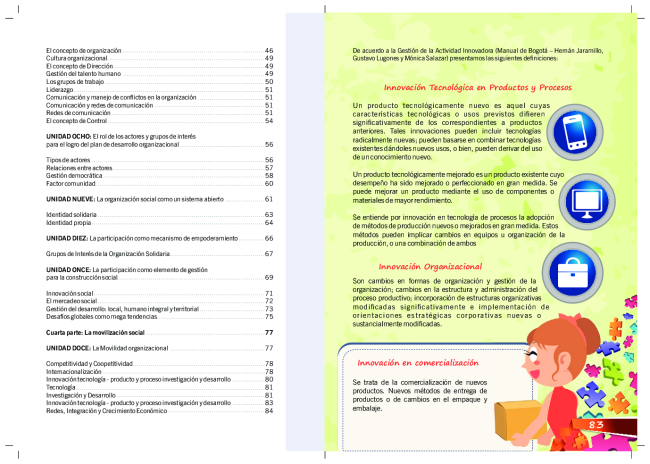 El concepto de organización 46
Cultura organizacional 49
El concepto de Dirección 49
Gestión del talento humano 49
Los grupos de trabajo 50
Liderazgo 51
Comunicación y manejo de conflictos en la organización 51
Comunicación y redes de comunicación 51
Redes de comunicación 51
El concepto de Control 54
UNIDAD OCHO: El rol de los actores y grupos de interés
para el logro del plan de desarrollo organizacional 56
Tipos de actores 56
Relaciones entre actores 57
Gestión democrática 58
Factor comunidad 60
UNIDAD NUEVE: La organización social como un sistema abierto 61
Identidad solidaria 63
Identidad propia 64
UNIDAD DIEZ: La participación como mecanismo de empoderamiento 66
Grupos de Interés de la Organización Solidaria 67
UNIDAD ONCE: La participación como elemento de gestión
para la construcción social 69
Innovación social 71
El mercadeo social 72
Gestión del desarrollo: local, humano integral y territorial 73
Desafíos globales como mega tendencias 75
Cuarta parte: La movilización social 77
UNIDAD DOCE: La Movilidad organizacional 77
Competitividad y Coopetitividad 78
Internacionalización 78
Innovación tecnología - producto y proceso investigación y desarrollo 80
Tecnología 81
Investigación y Desarrollo 81
Innovación tecnología - producto y proceso investigación y desarrollo 83
Redes, Integración y Crecimiento Económico 84
De acuerdo a la Gestión de la Actividad Innovadora (Manual de Bogotá – Hernán Jaramillo,
Gustavo Lugones y Mónica Salazar) presentamos las siguientes definiciones:
Innovación Tecnológica en Productos y Procesos
Un producto tecnológicamente nuevo es aquel cuyas
características tecnológicas o usos previstos difieren
significativamente de los correspondientes a productos
anteriores. Tales innovaciones pueden incluir tecnologías
radicalmente nuevas; pueden basarse en combinar tecnologías
existentes dándoles nuevos usos, o bien, pueden derivar del uso
de un conocimiento nuevo.
Un producto tecnológicamente mejorado es un producto existente cuyo
desempeño ha sido mejorado o perfeccionado en gran medida. Se
puede mejorar un producto mediante el uso de componentes o
materiales de mayor rendimiento.
Se entiende por innovación en tecnología de procesos la adopción
de métodos de producción nuevos o mejorados en gran medida. Estos
métodos pueden implicar cambios en equipos u organización de la
producción, o una combinación de ambos
Innovación Organizacional
Son cambios en formas de organización y gestión de la
organización; cambios en la estructura y administración del
proceso productivo, incorporación de estructuras organizativas
modificadas significativamente e implementación de
orientaciones estratégicas corporativas nuevas o
sustancialmente modificadas.
Innovación en comercialización
Se trata de la comercialización de nuevos
productos. Nuevos métodos de entrega de
productos o de cambios en el empaque y
embalaje.
83